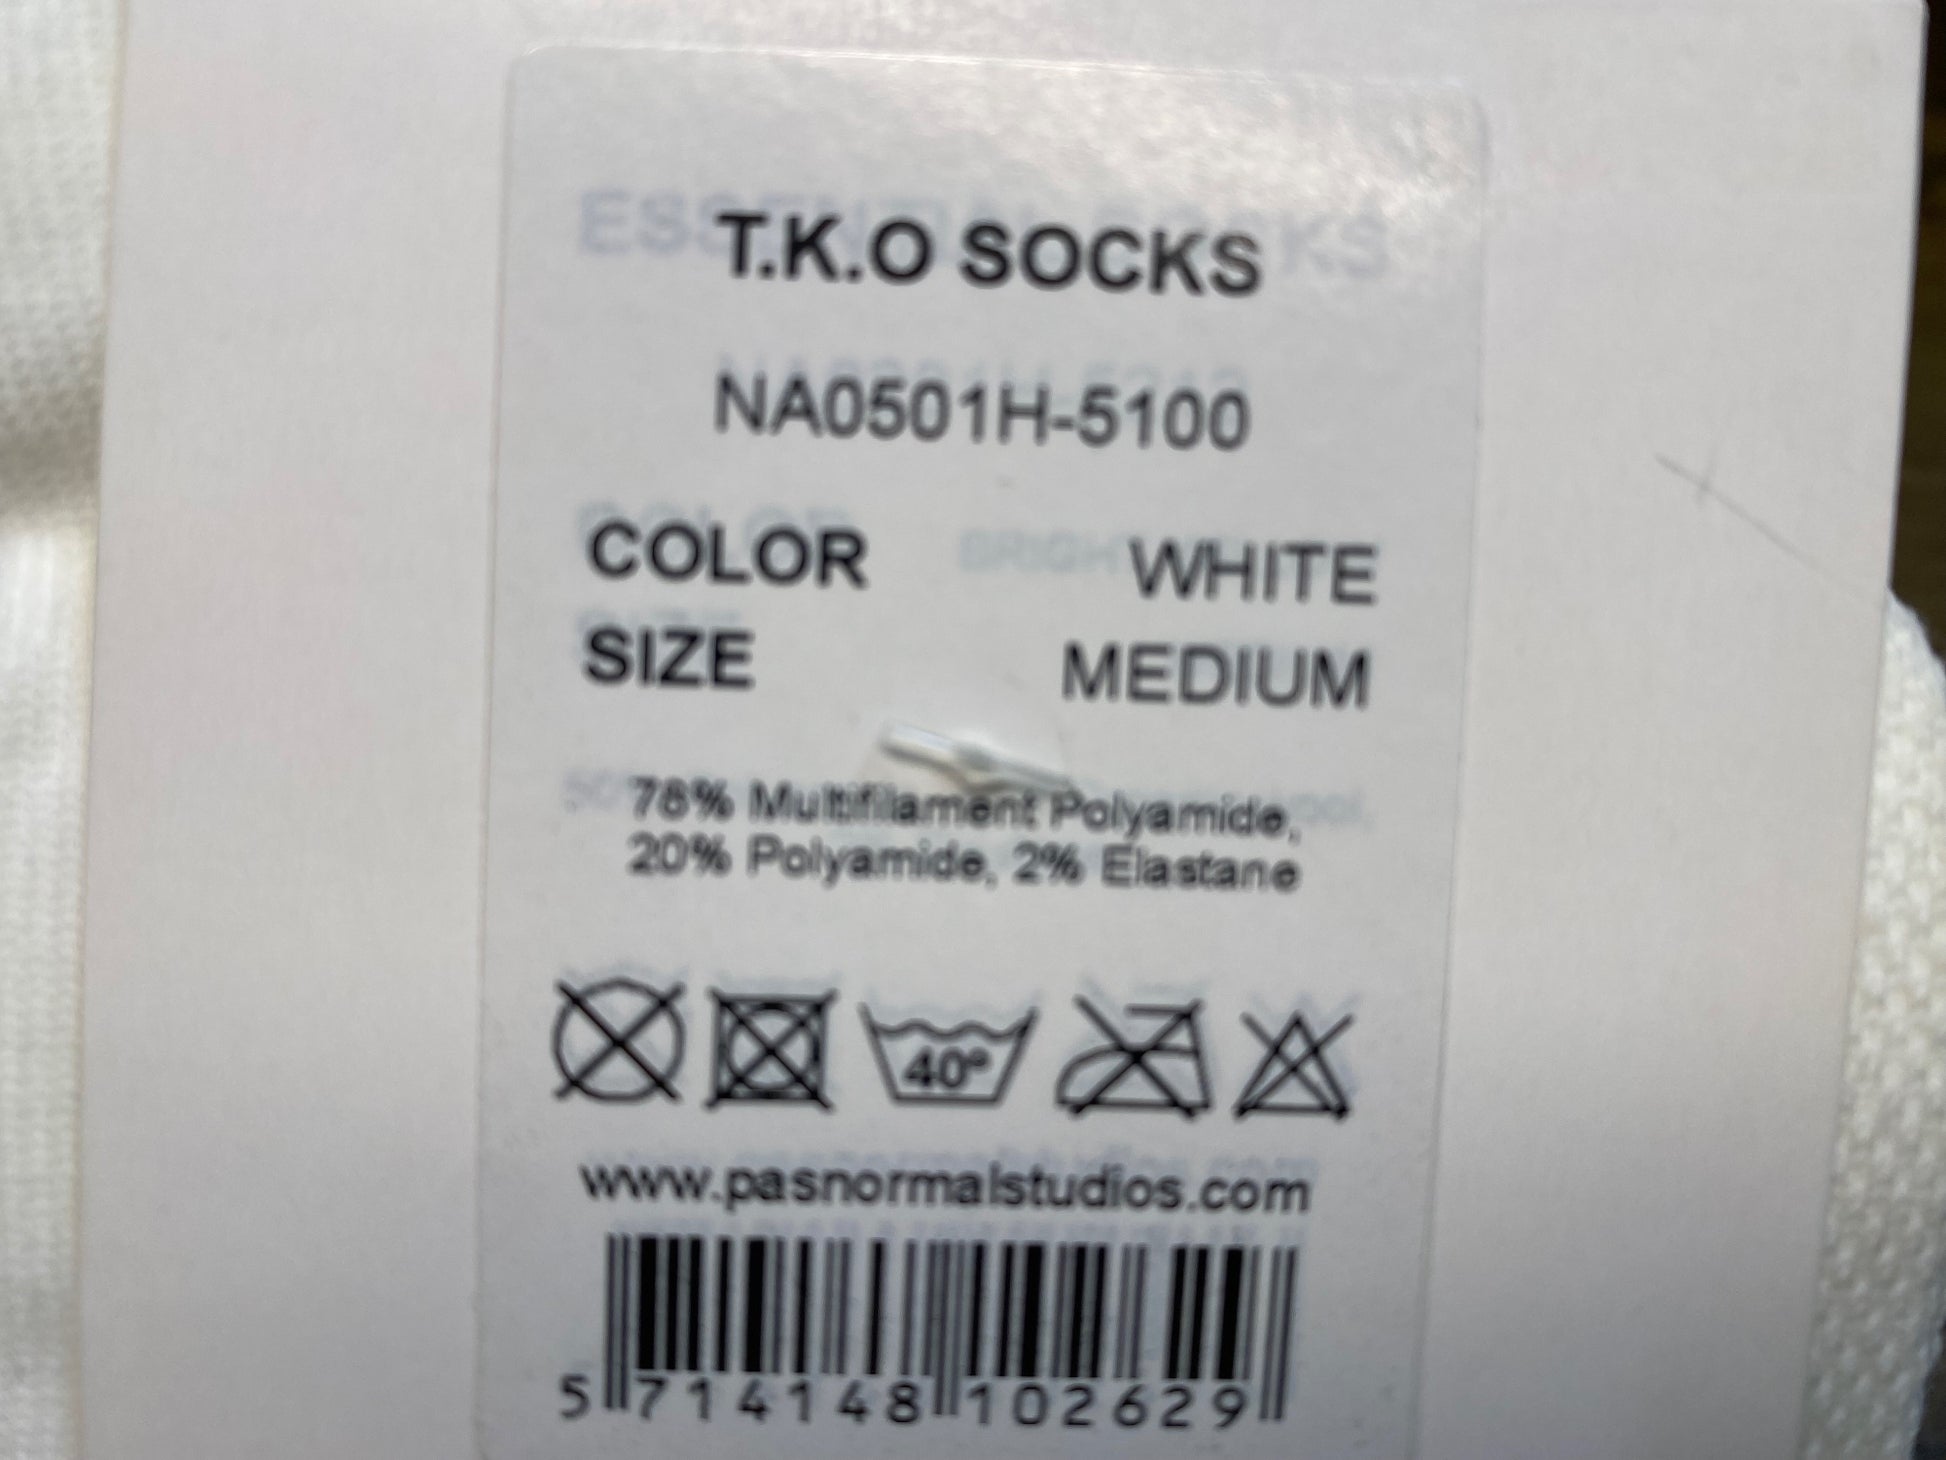 T.K.O SOCKS
NA0501H-5100
COLOR WHITE
SIZE MEDIUM
78% Multifilament Polyamide,
20% Polyamide, 2% Elastane
40°
www.pasnormalstudios.com
5 714148 102629